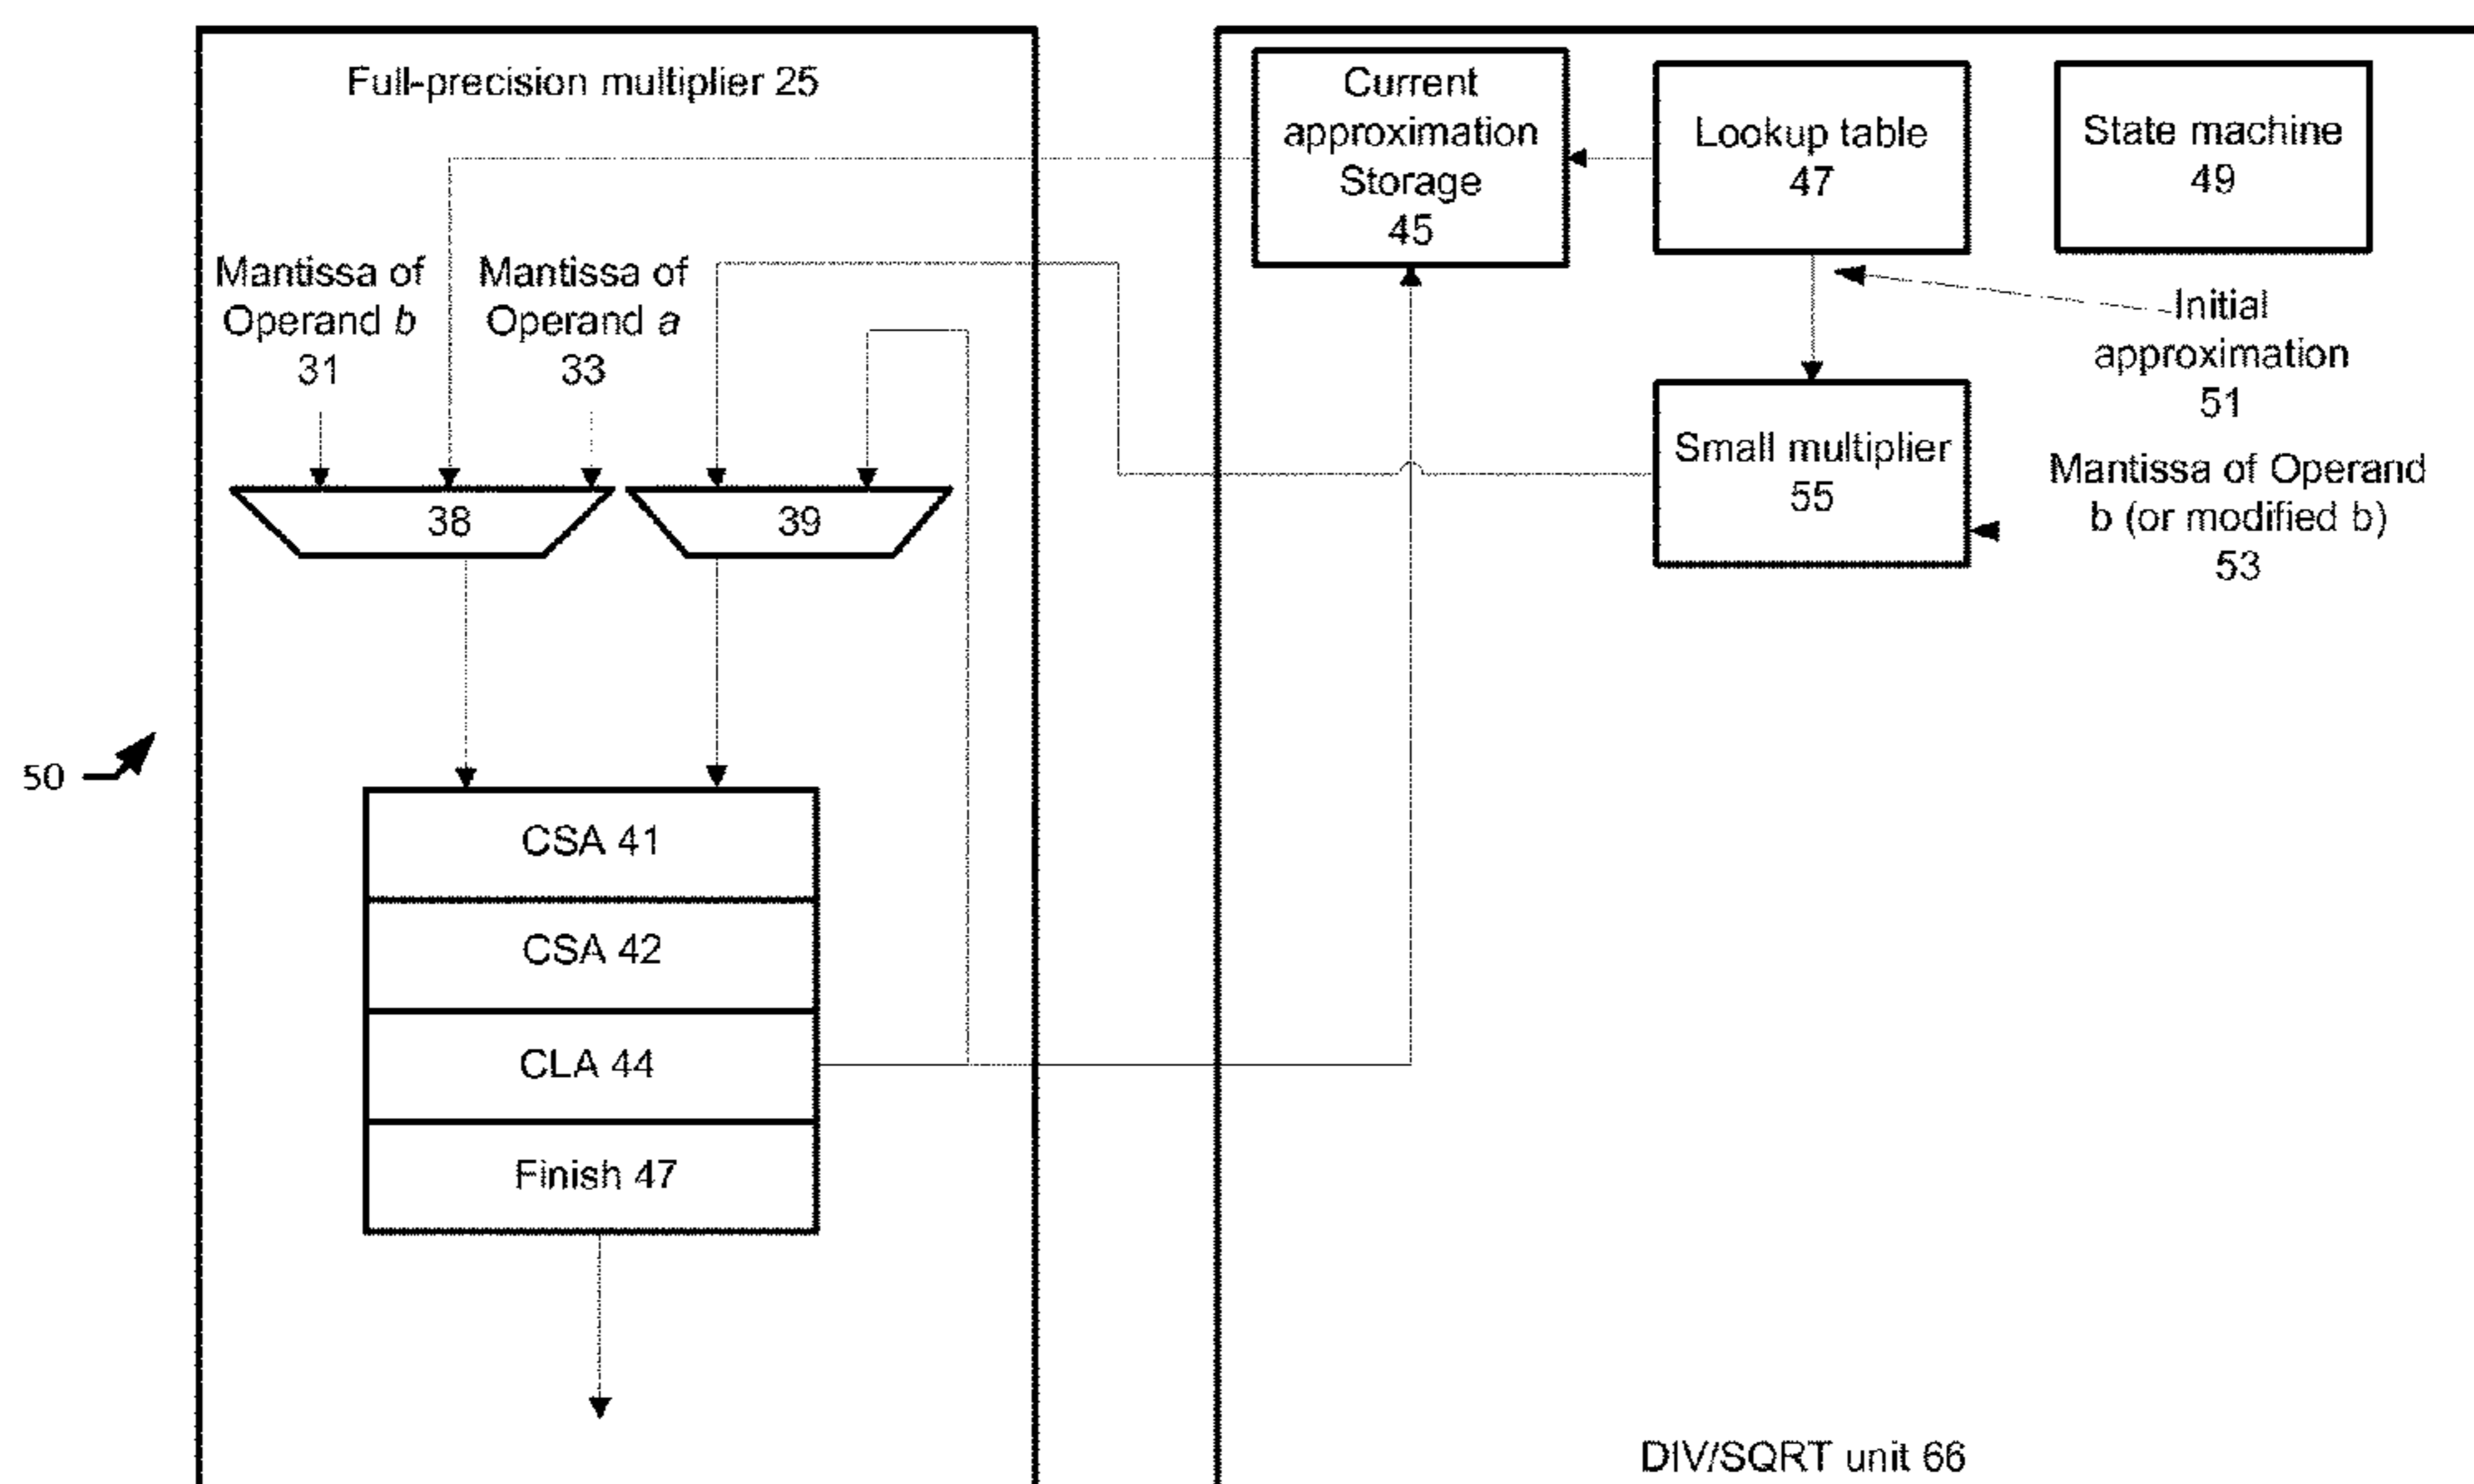 Full-precision multiplier 25
Current
approximation
Storage
45
Lookup table
47
State machine
49
Mantissa of
Operand b
31
Mantissa of
Operand a
33
Initial
approximation
51
38
39
Small multiplier
55
Mantissa of Operand
b (or modified b)
53
50
CSA 41
CSA 42
CLA 44
Finish 47
DIV/SQRT unit 66